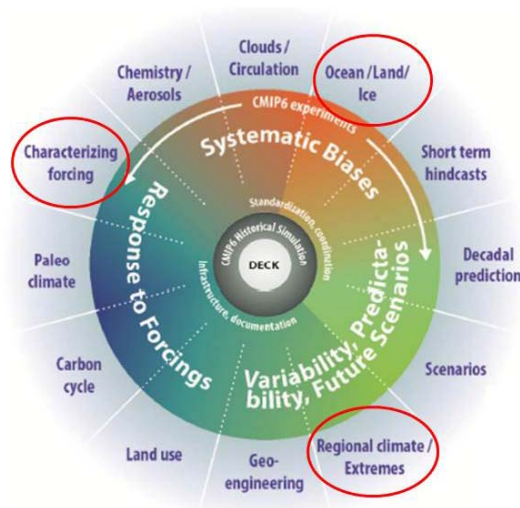 Clouds /
Circulation
Ocean /Land/
Ice
Short term
hindcasts
Decadal
prediction
Scenarios
Regional climate /
Extremes
Geo-
engineering
Land use
Carbon
cycle
Paleo
climate
Characterizing
forcing
Chemistry /
Aerosols
CMIP6 experiments
Systematic Biases
Variability, Predicta-
bility, Future Scenarios
Response to Forcings
Standardization, coordination
Infrastructure, documentation
CMIP6 Historical Simulation
DECK